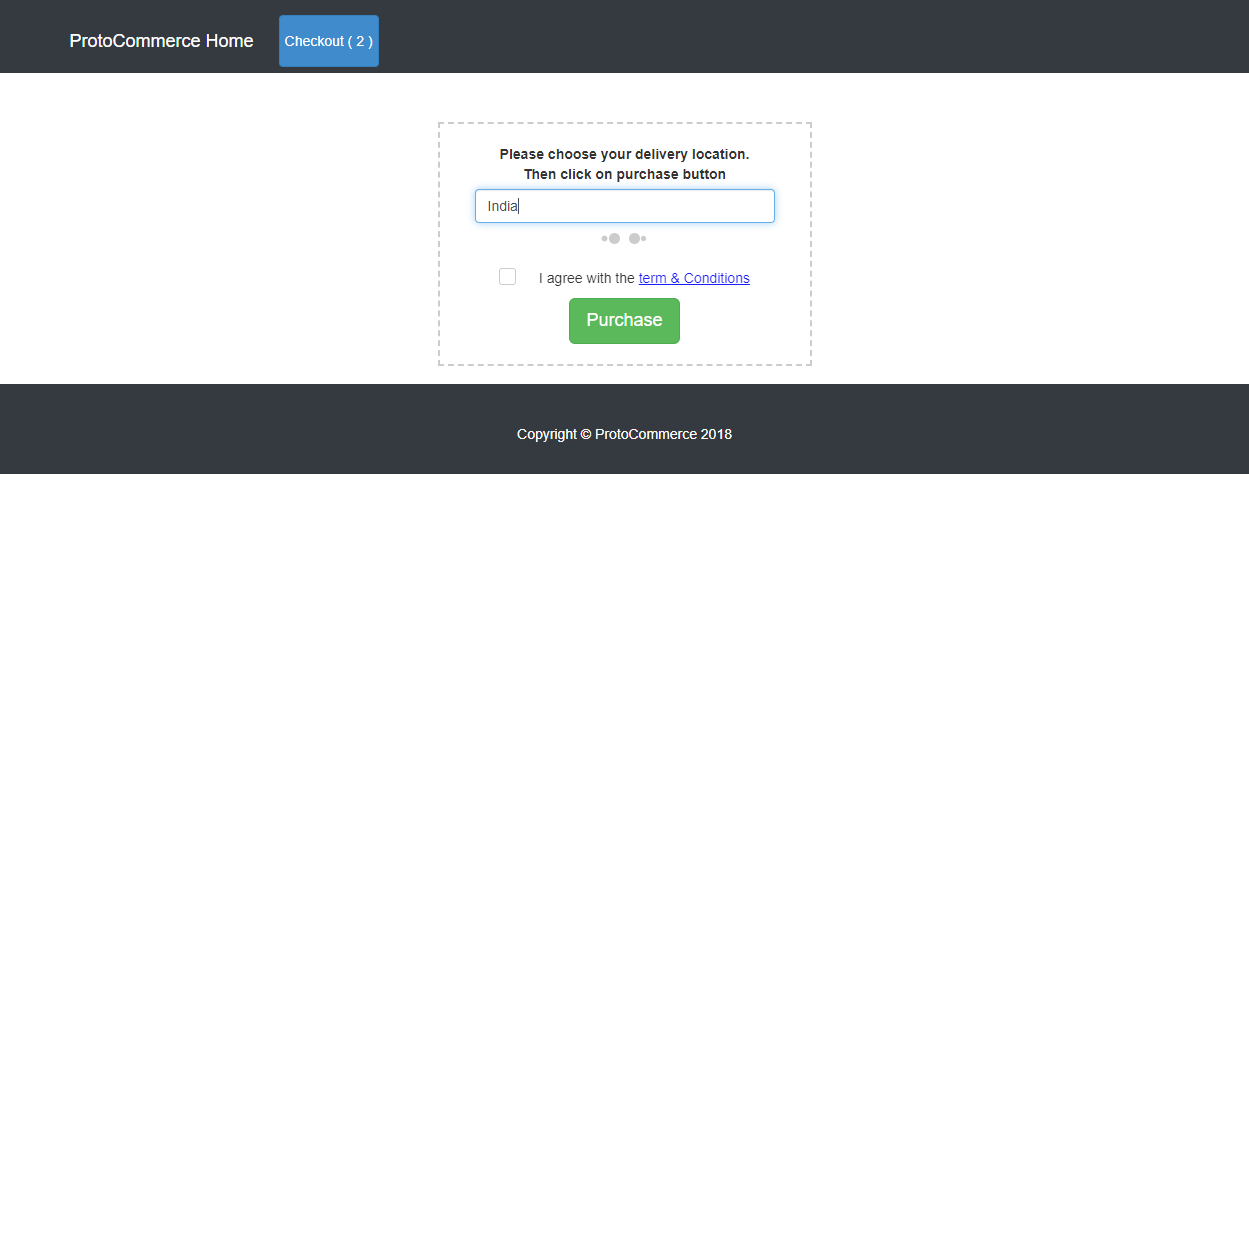 ProtoCommerce Home
Checkout ( 2 )
Please choose your delivery location.
Then click on purchase button
India
I agree with the term & Conditions
Purchase
Copyright © ProtoCommerce 2018